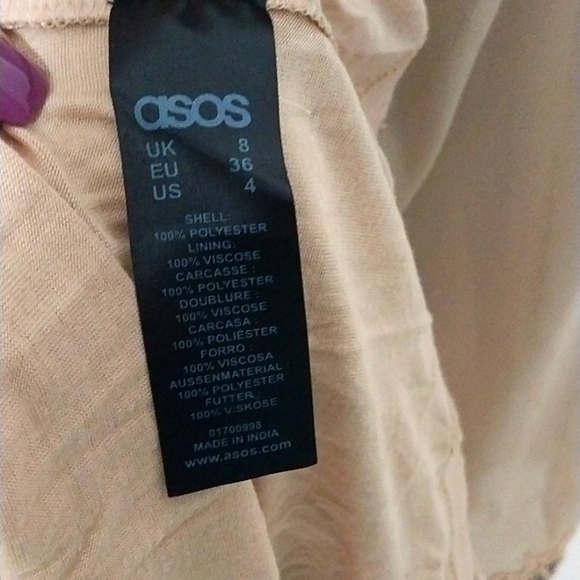 asos
UK 8
EU 36
US 4
SHELL:
100% POLYESTER
LINING:
100% VISCOSE
CARCASSE :
100% POLYESTER
DOUBLURE :
100% VISCOSE
CARCASA :
100% POLIÉSTER
FORRO :
100% VISCOSA
AUSSENMATERIAL :
100% POLYESTER
FUTTER :
100% VISKOSE
01700998
MADE IN INDIA
www.asos.com